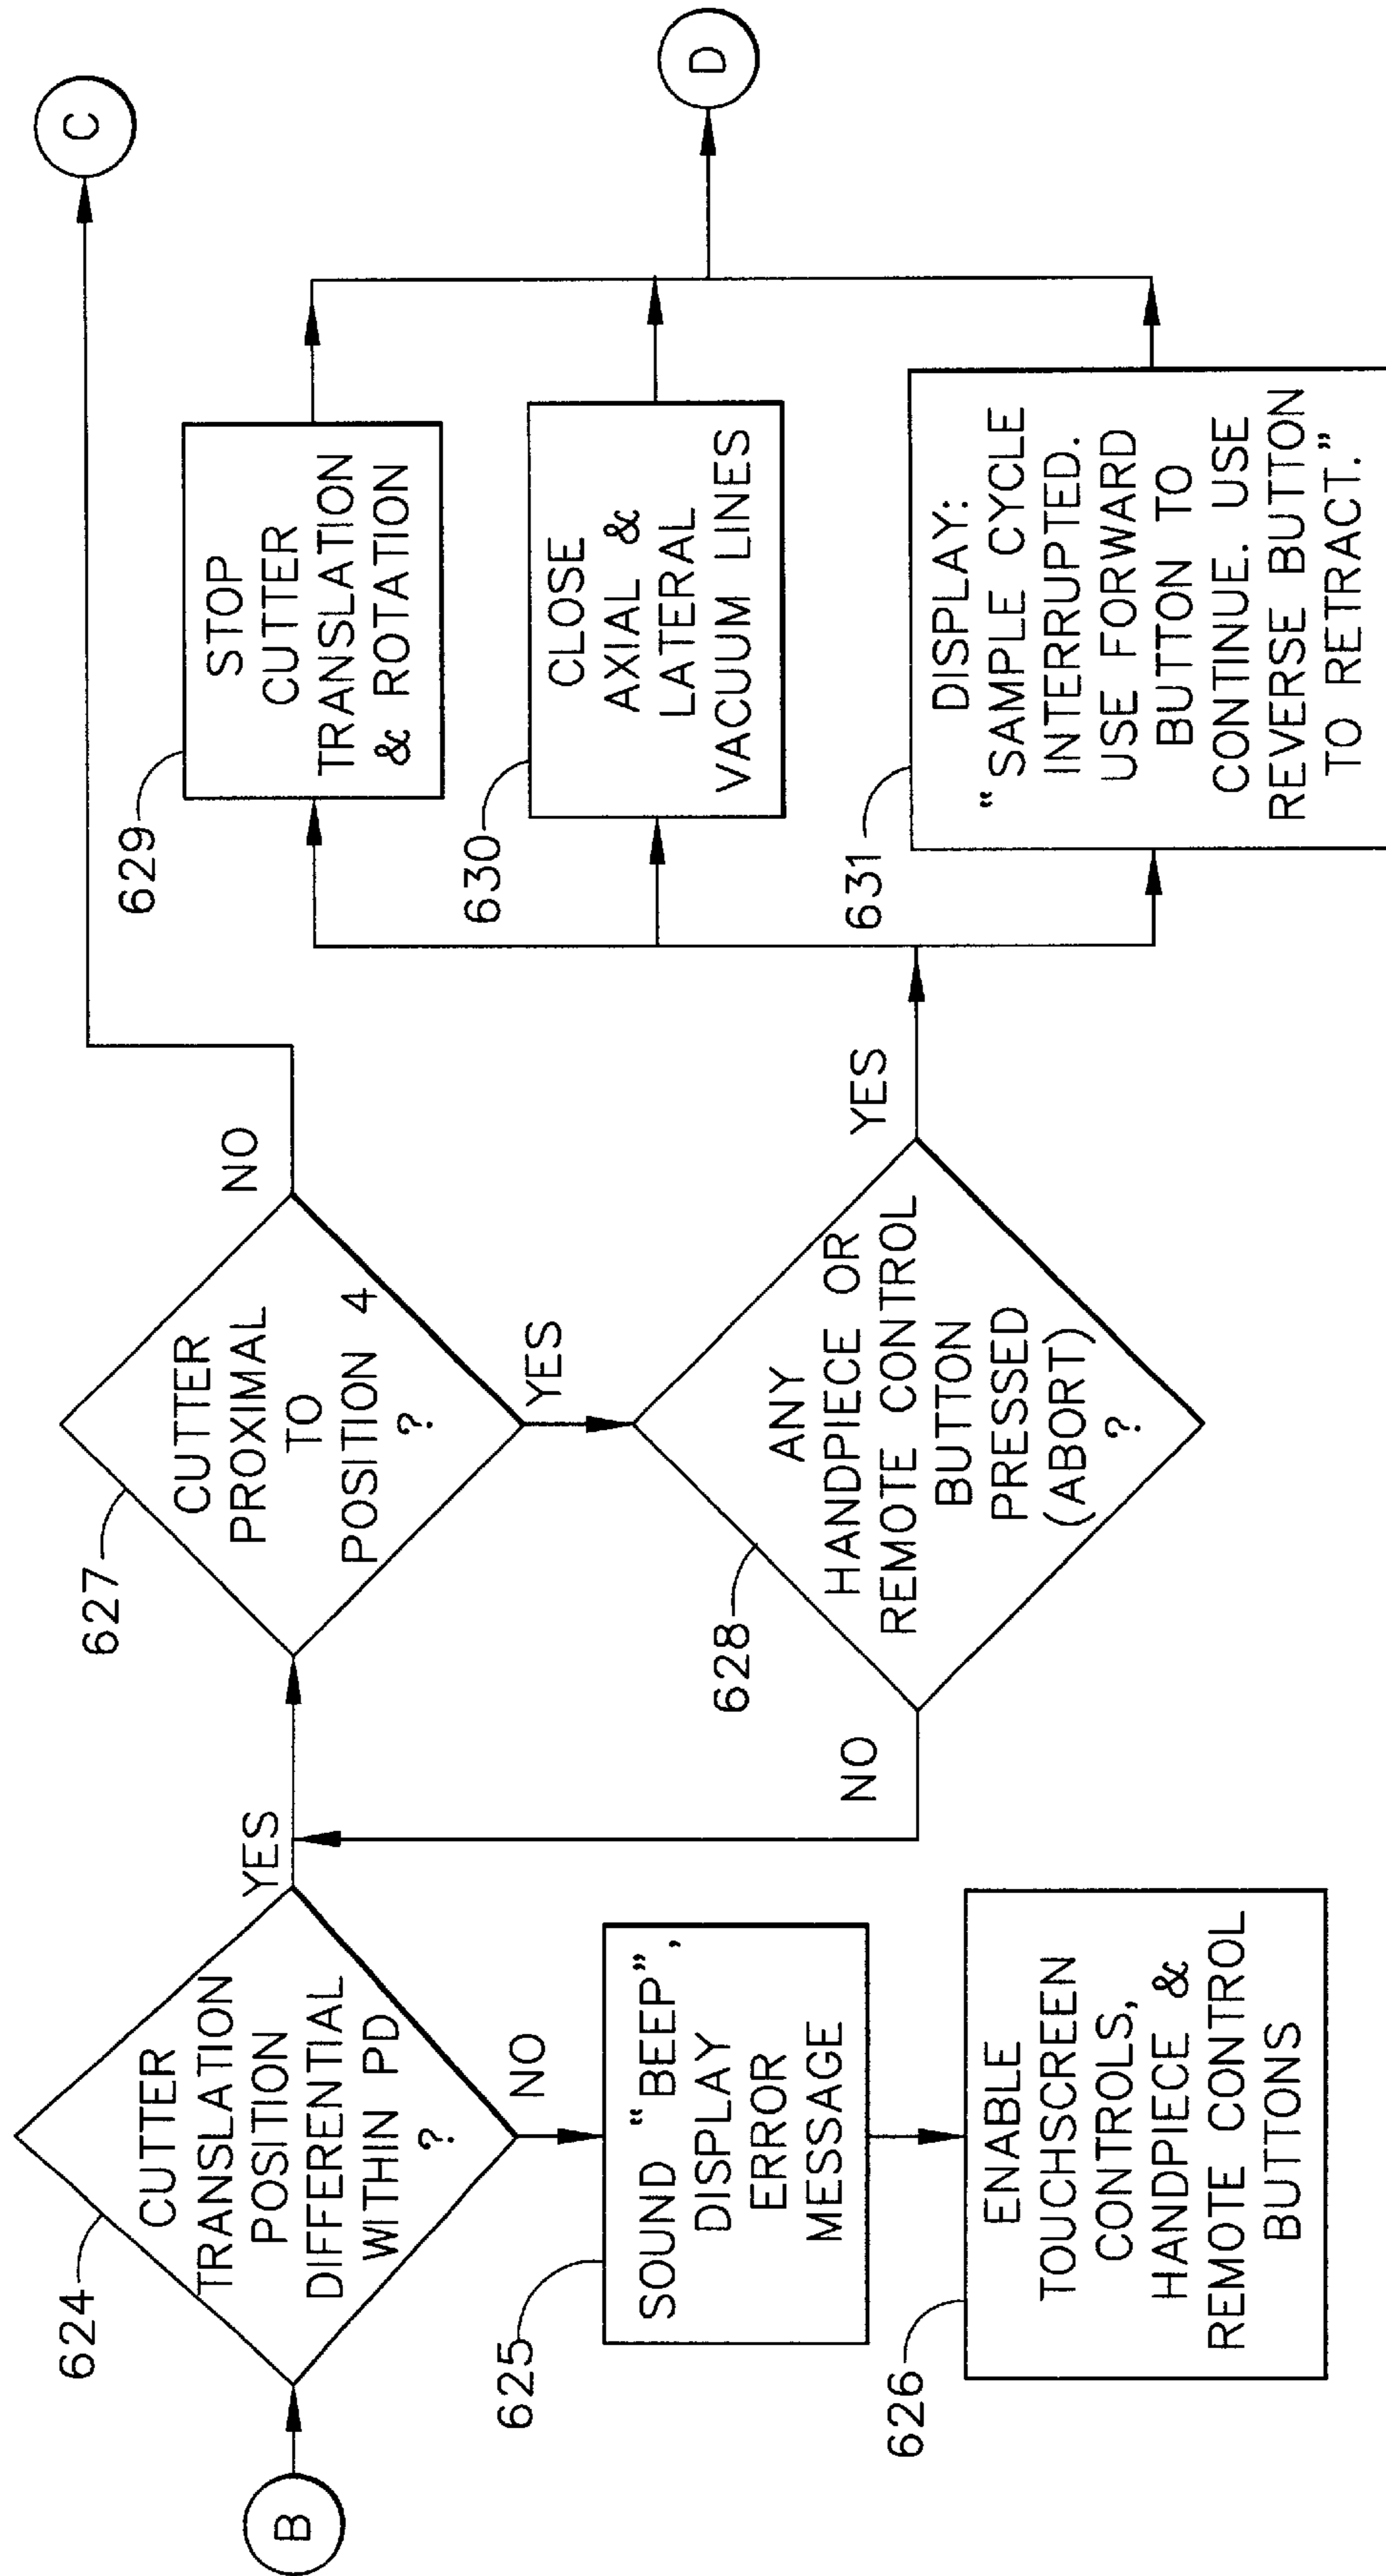 B
624
CUTTER
TRANSLATION
POSITION
DIFFERENTIAL
WITHIN PD
?
YES
NO
625
SOUND "BEEP",
DISPLAY
ERROR
MESSAGE
626
ENABLE
TOUCHSCREEN
CONTROLS,
HANDPIECE &
REMOTE CONTROL
BUTTONS
627
CUTTER
PROXIMAL
TO
POSITION 4
?
NO
YES
C
628
ANY
HANDPIECE OR
REMOTE CONTROL
BUTTON
PRESSED
(ABORT)
?
NO
YES
629
STOP
CUTTER
TRANSLATION
& ROTATION
630
CLOSE
AXIAL &
LATERAL
VACUUM LINES
631
DISPLAY:
"SAMPLE CYCLE
INTERRUPTED.
USE FORWARD
BUTTON TO
CONTINUE. USE
REVERSE BUTTON
TO RETRACT."
D